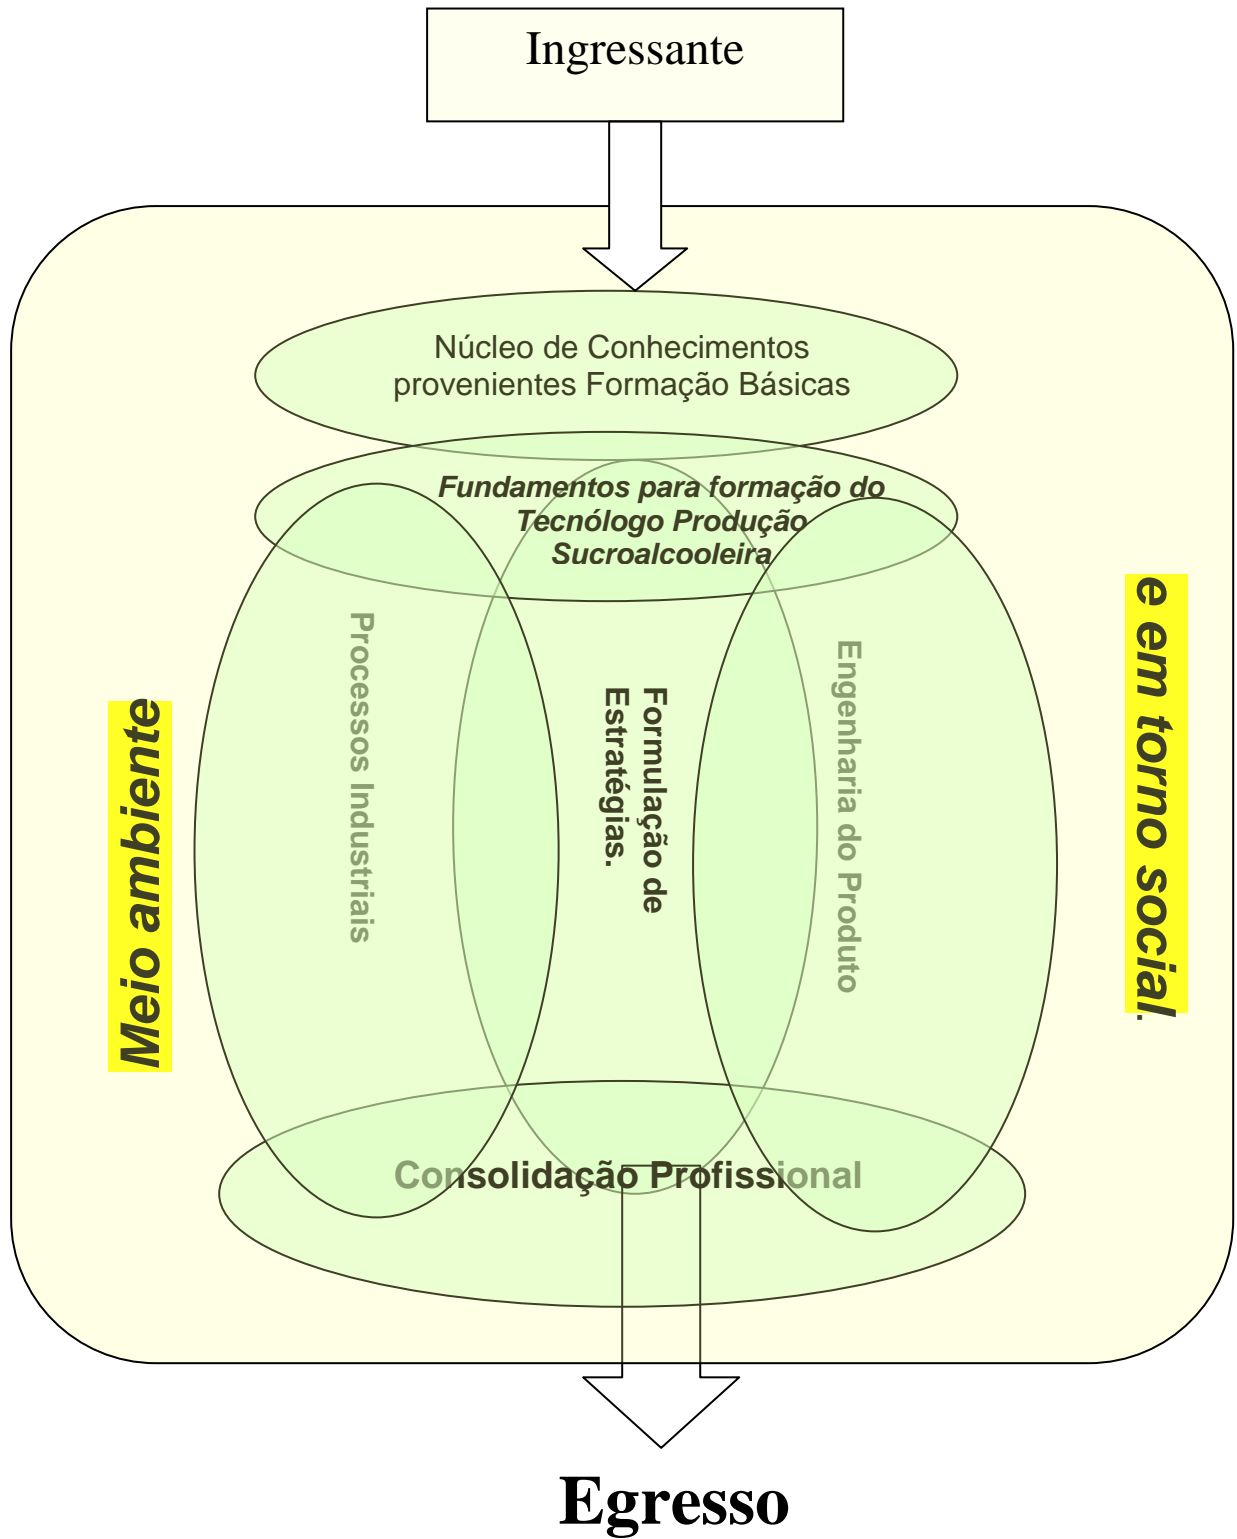 Ingressante
Núcleo de Conhecimentos
provenientes Formação Básicas
Fundamentos para formação do
Tecnólogo Produção
Sucroalcooleira
Processos Industriais
Formulação de
Estratégias.
Engenharia do Produto
Meio ambiente
e em torno social.
Consolidação Profissional
Egresso